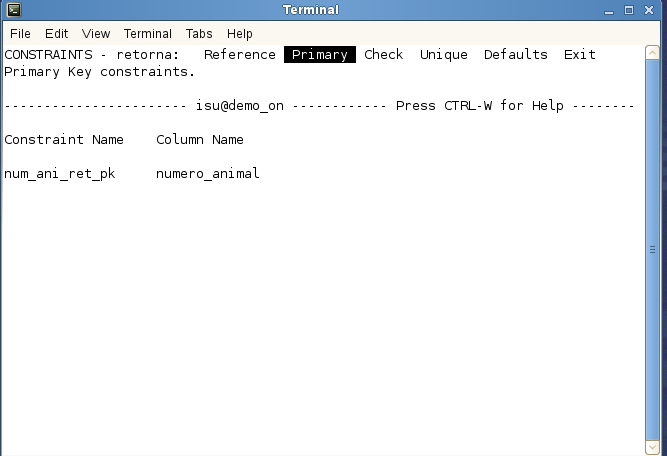 Terminal
File Edit View Terminal Tabs Help
CONSTRAINTS - retorna: Reference Primary Check Unique Defaults Exit
Primary Key constraints.
----------------------- isu@demo_on ------------ Press CTRL-W for Help --------
Constraint Name Column Name
num_ani_ret_pk numero_animal